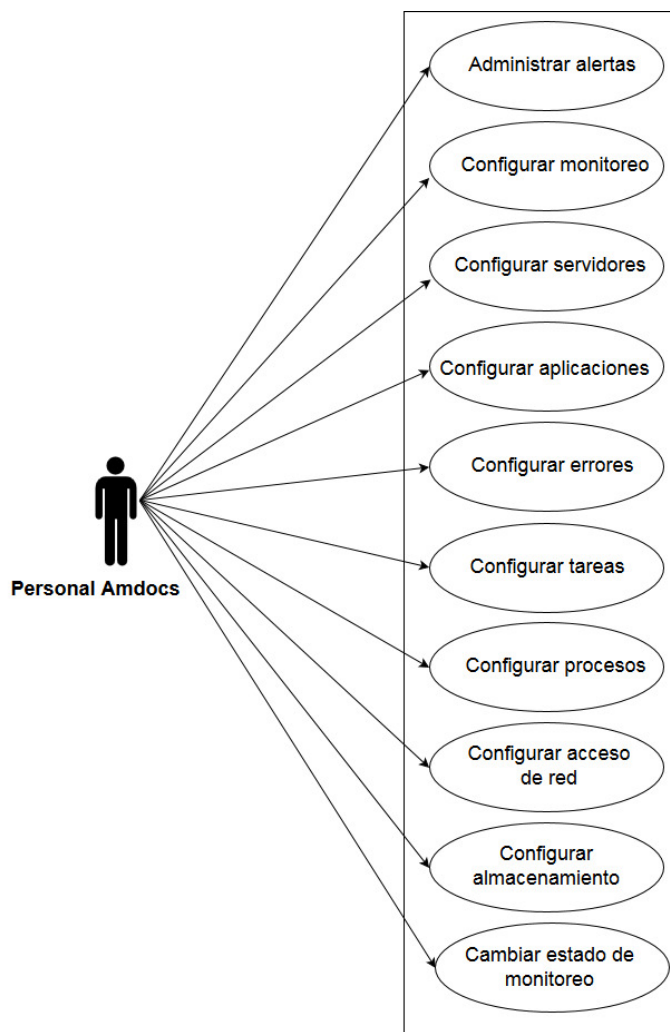 Administrar alertas
Configurar monitoreo
Configurar servidores
Configurar aplicaciones
Configurar errores
Configurar tareas
Personal Amdocs
Configurar procesos
Configurar acceso
de red
Configurar
almacenamiento
Cambiar estado de
monitoreo